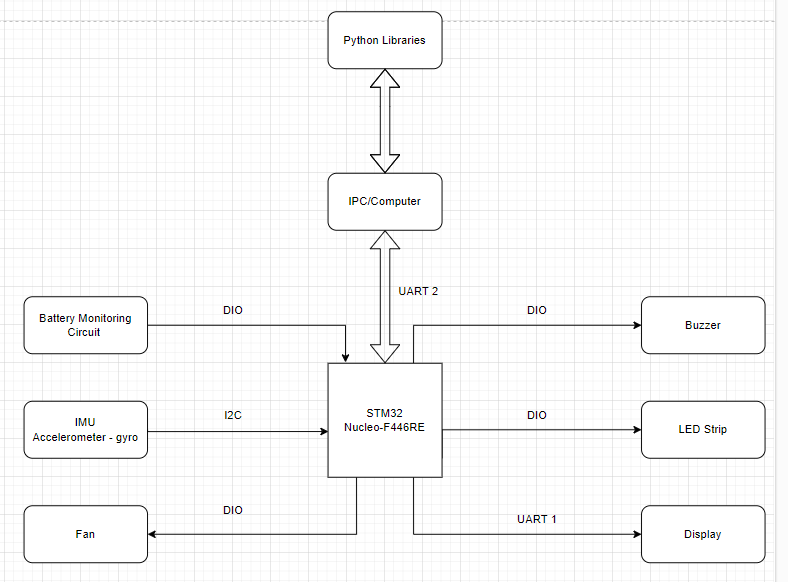 Python Libraries
IPC/Computer
UART 2
Battery Monitoring
Circuit
DIO
DIO
Buzzer
IMU
Accelerometer - gyro
I2C
STM32
Nucleo-F446RE
DIO
LED Strip
Fan
DIO
UART 1
Display